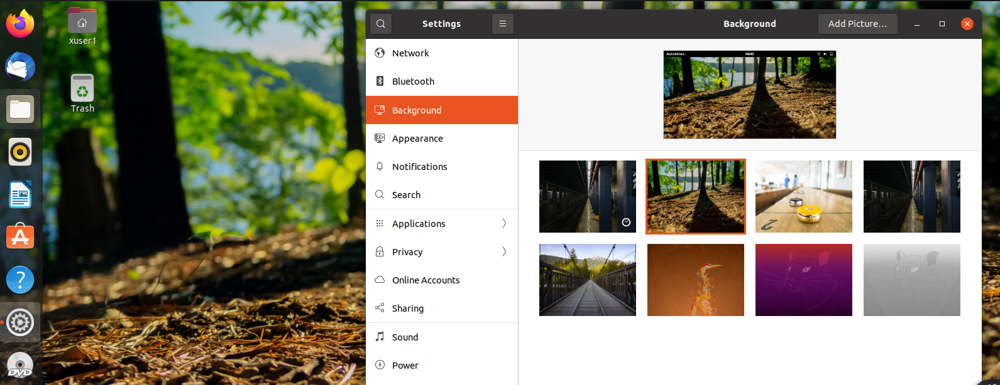 xuser1
Trash
DVD
Settings
Background
Add Picture…
Network
Bluetooth
Background
Appearance
Notifications
Search
Applications
Privacy
Online Accounts
Sharing
Sound
Power
Activities
04:43
2